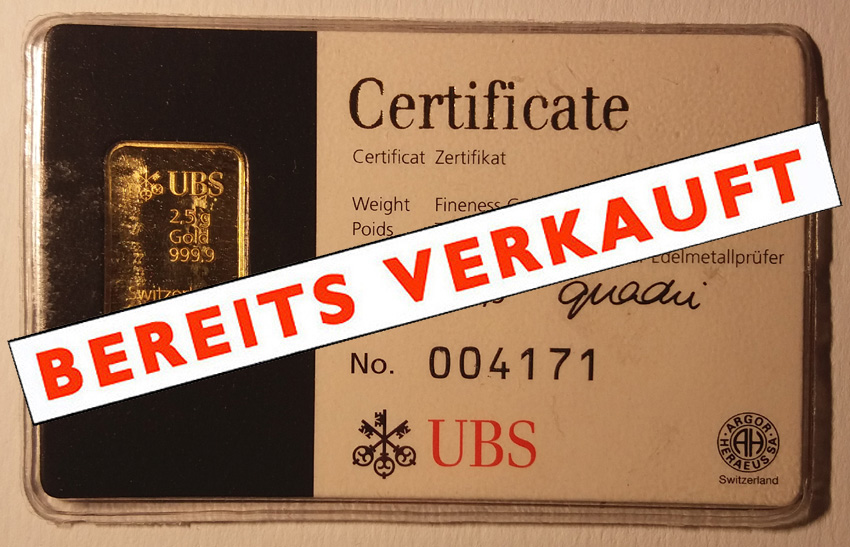 UBS
2,5 g
Gold
999,9
Certificate
Certificat Zertifikat
Weight Fineness
Poids
Edelmetallprüfer
No. 004171
UBS
ARGOR·HERAEUS SA
AH
Switzerland
BEREITS VERKAUFT